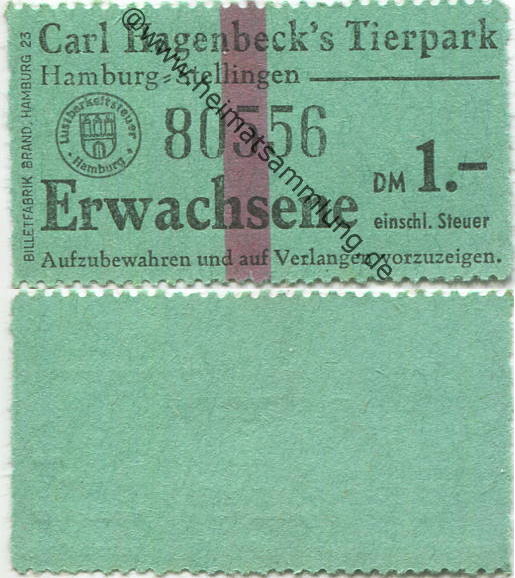 Carl Hagenbeck's Tierpark
Hamburg-Stellingen
80556
Lustbarkeitssteuer
Hamburg
DM 1.-
Erwachsene
einschl. Steuer
Aufzubewahren und auf Verlangen vorzuzeigen.
BILLETFABRIK BRAND, HAMBURG 23
@www.heimatsammlung.de